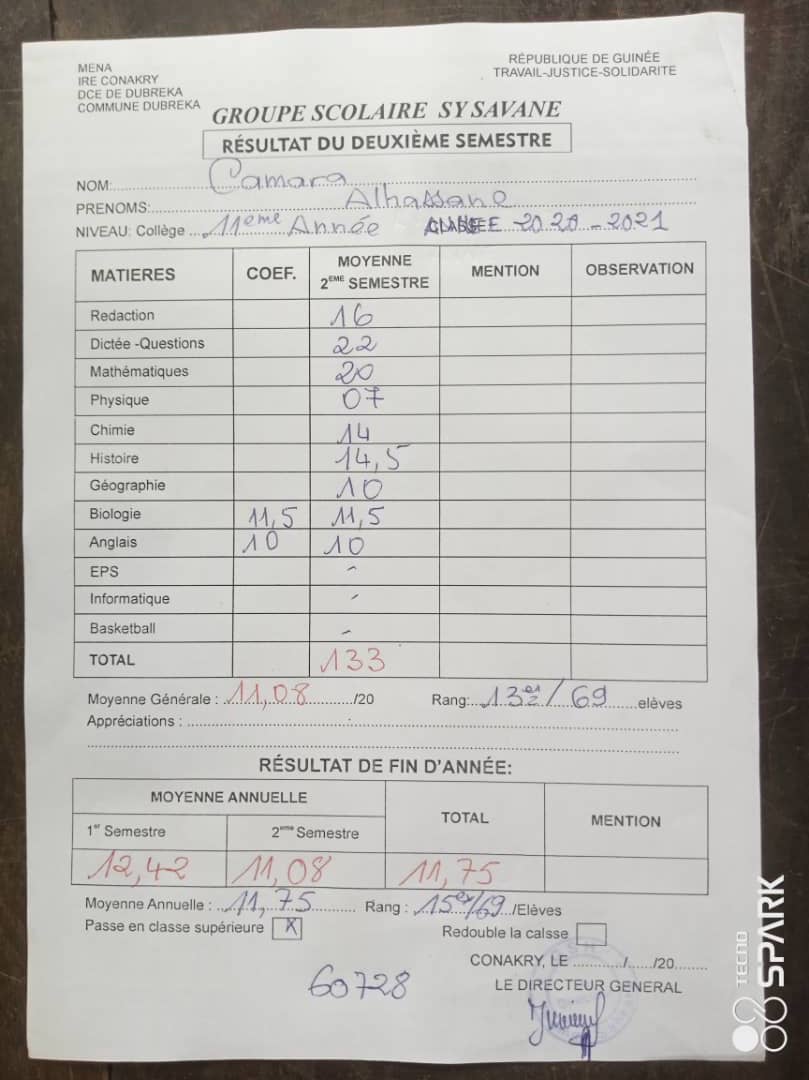 MENA
IRE CONAKRY
DCE DE DUBREKA
COMMUNE DUBREKA
RÉPUBLIQUE DE GUINÉE
TRAVAIL-JUSTICE-SOLIDARITE
GROUPE SCOLAIRE SY SAVANE
RÉSULTAT DU DEUXIÈME SEMESTRE
NOM: Camara
PRENOMS: Alhassane
NIVEAU: Collège 11eme Année 2020-2021
MATIERES COEF. MOYENNE 2EME SEMESTRE MENTION OBSERVATION
Redaction 16
Dictée -Questions 22
Mathématiques 20
Physique 07
Chimie 14
Histoire 14,5
Géographie 10
Biologie 11,5 11,5
Anglais 10 10
EPS -
Informatique -
Basketball -
TOTAL 133
Moyenne Générale : 11,08 /20 Rang: 13ex / 69 elèves
Appréciations :
RÉSULTAT DE FIN D'ANNÉE:
MOYENNE ANNUELLE TOTAL MENTION
1er Semestre 2eme Semestre
12,42 11,08 11,75
Moyenne Annuelle : 11,75 Rang : 15ex/69 /Elèves
Passe en classe supérieure X Redouble la calsse
CONAKRY, LE ............/....../20........
60728 LE DIRECTEUR GENERAL
TECNO
SPARK